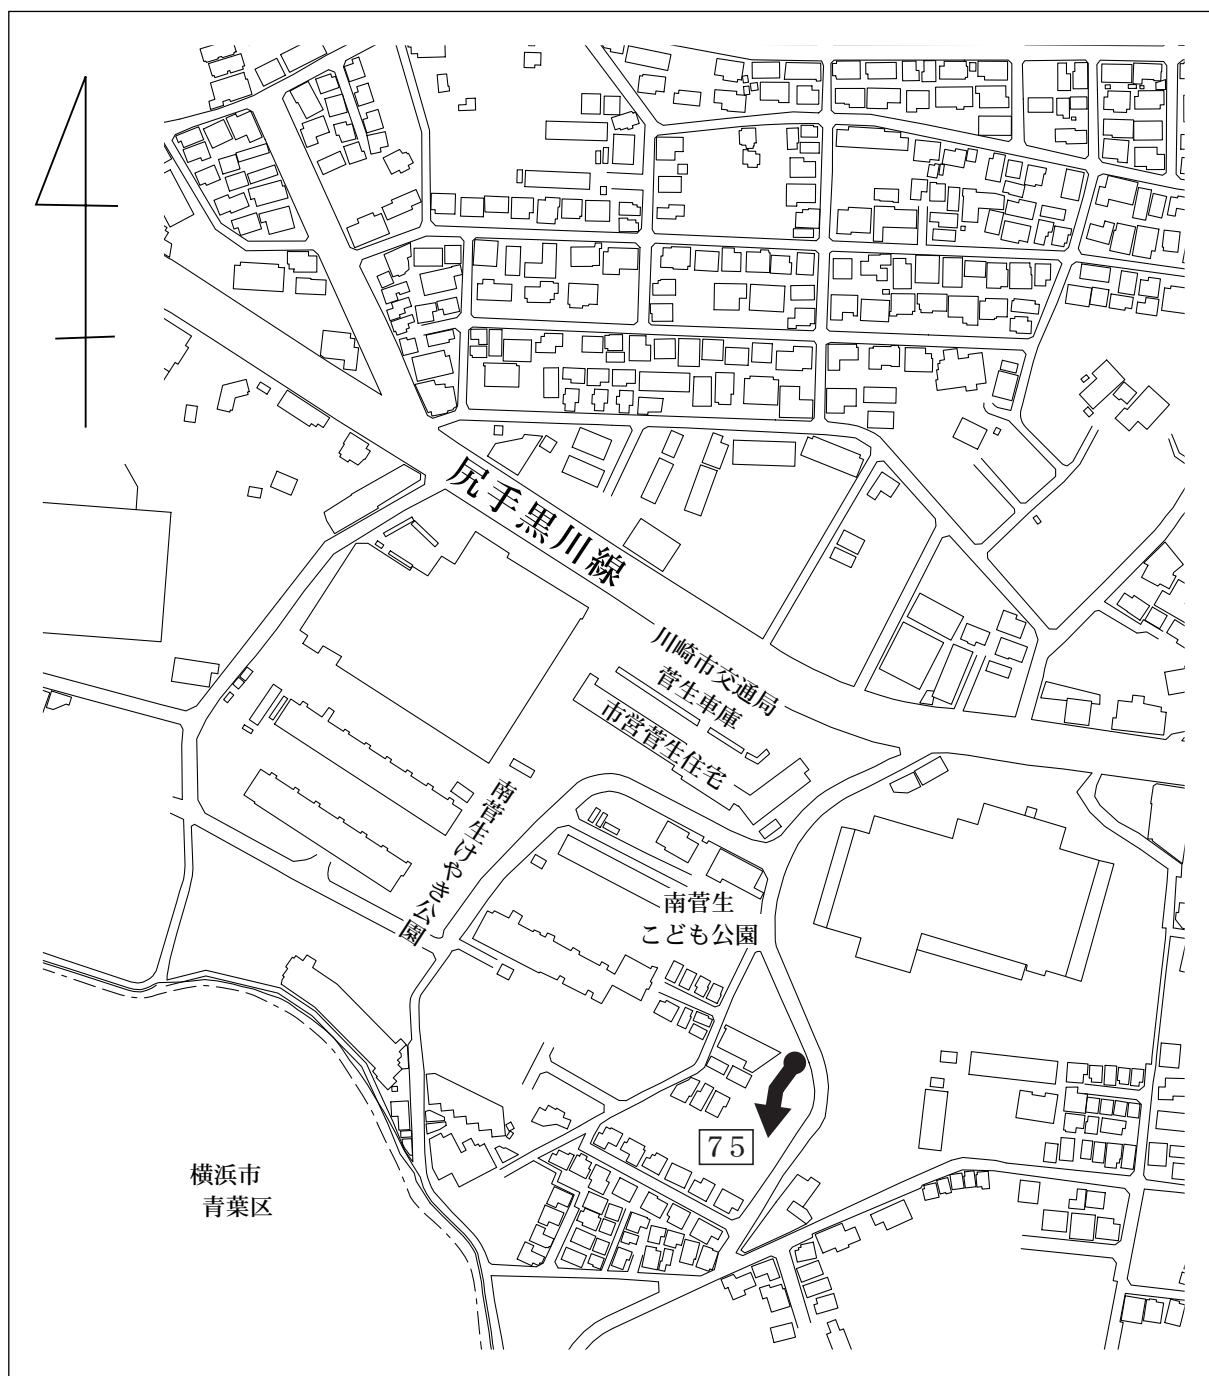 尻手黒川線
川崎市交通局
菅生車庫
市営菅生住宅
南菅生けやき公園
南菅生
こども公園
75
横浜市
青葉区